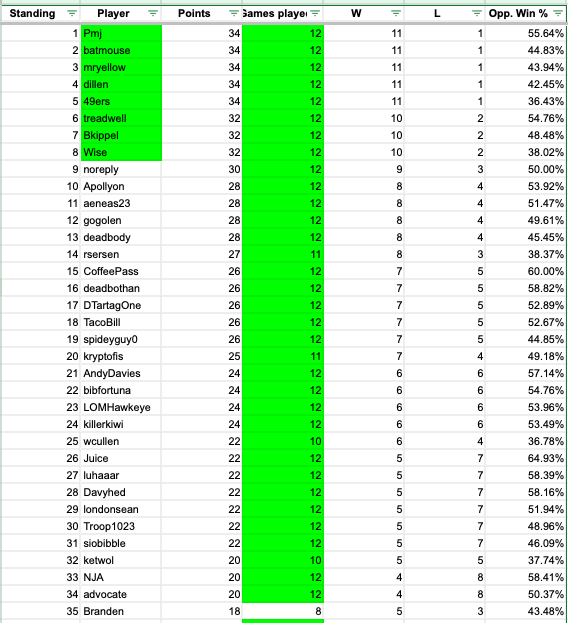 Standing Player Points Games played W L Opp. Win %
1 Pmj 34 12 11 1 55.64%
2 batmouse 34 12 11 1 44.83%
3 mryellow 34 12 11 1 43.94%
4 dillen 34 12 11 1 42.45%
5 49ers 34 12 11 1 36.43%
6 treadwell 32 12 10 2 54.76%
7 Bkippel 32 12 10 2 48.48%
8 Wise 32 12 10 2 38.02%
9 noreply 30 12 9 3 50.00%
10 Apollyon 28 12 8 4 53.92%
11 aeneas23 28 12 8 4 51.47%
12 gogolen 28 12 8 4 49.61%
13 deadbody 28 12 8 4 45.45%
14 rsersen 27 11 8 3 38.37%
15 CoffeePass 26 12 7 5 60.00%
16 deadbothan 26 12 7 5 58.82%
17 DTartagOne 26 12 7 5 52.89%
18 TacoBill 26 12 7 5 52.67%
19 spideyguy0 26 12 7 5 44.85%
20 kryptofis 25 11 7 4 49.18%
21 AndyDavies 24 12 6 6 57.14%
22 bibfortuna 24 12 6 6 54.76%
23 LOMHawkeye 24 12 6 6 53.96%
24 killerkiwi 24 12 6 6 53.49%
25 wcullen 22 10 6 4 36.78%
26 Juice 22 12 5 7 64.93%
27 luhaaar 22 12 5 7 58.39%
28 Davyhed 22 12 5 7 58.16%
29 londonsean 22 12 5 7 51.94%
30 Troop1023 22 12 5 7 48.96%
31 siobibble 22 12 5 7 46.09%
32 ketwol 20 10 5 5 37.74%
33 NJA 20 12 4 8 58.41%
34 advocate 20 12 4 8 50.37%
35 Branden 18 8 5 3 43.48%